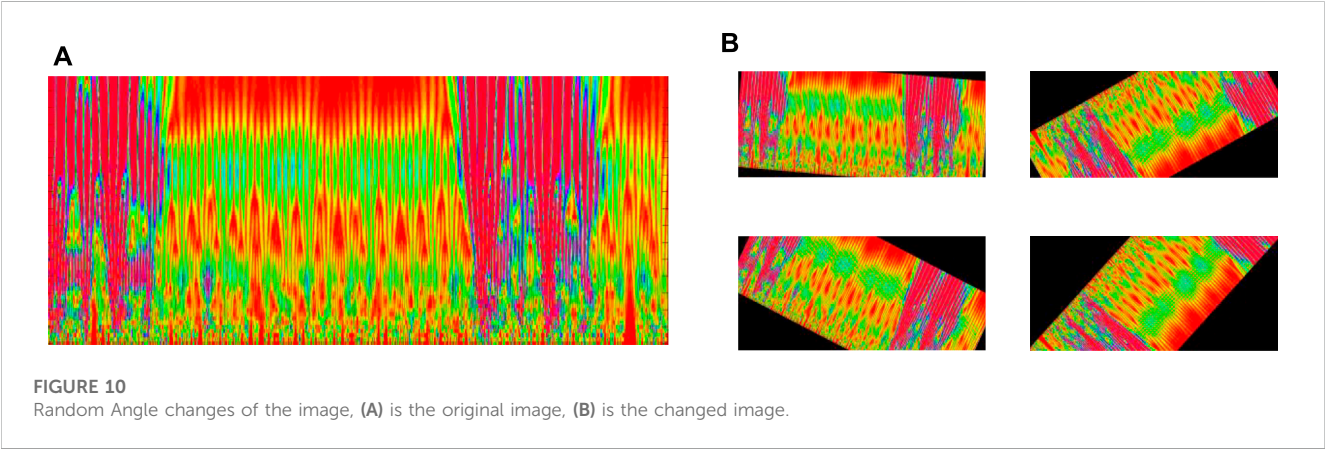 A
B
FIGURE 10
Random Angle changes of the image, (A) is the original image, (B) is the changed image.